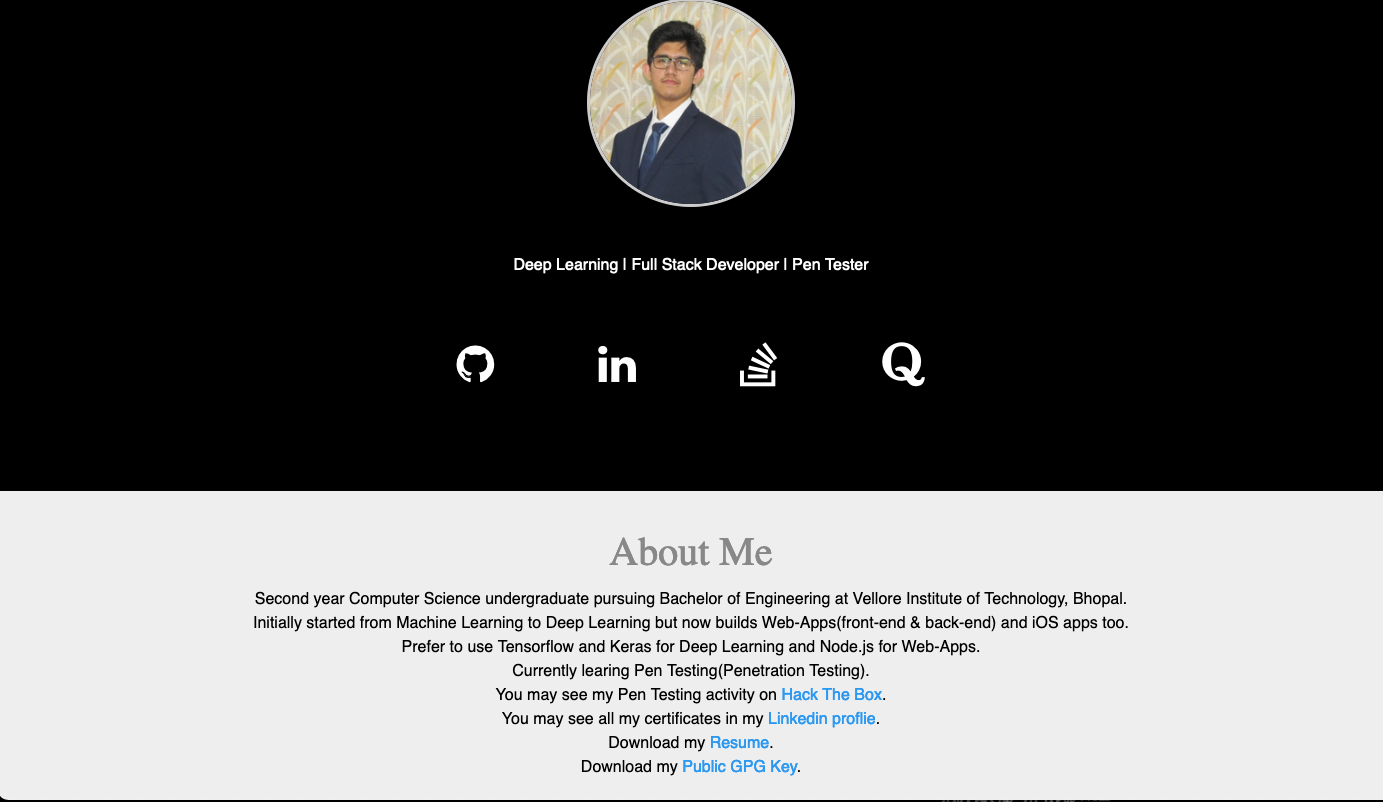 Deep Learning | Full Stack Developer | Pen Tester
in
Q
About Me
Second year Computer Science undergraduate pursuing Bachelor of Engineering at Vellore Institute of Technology, Bhopal.
Initially started from Machine Learning to Deep Learning but now builds Web-Apps(front-end & back-end) and iOS apps too.
Prefer to use Tensorflow and Keras for Deep Learning and Node.js for Web-Apps.
Currently learing Pen Testing(Penetration Testing).
You may see my Pen Testing activity on Hack The Box.
You may see all my certificates in my Linkedin proflie.
Download my Resume.
Download my Public GPG Key.